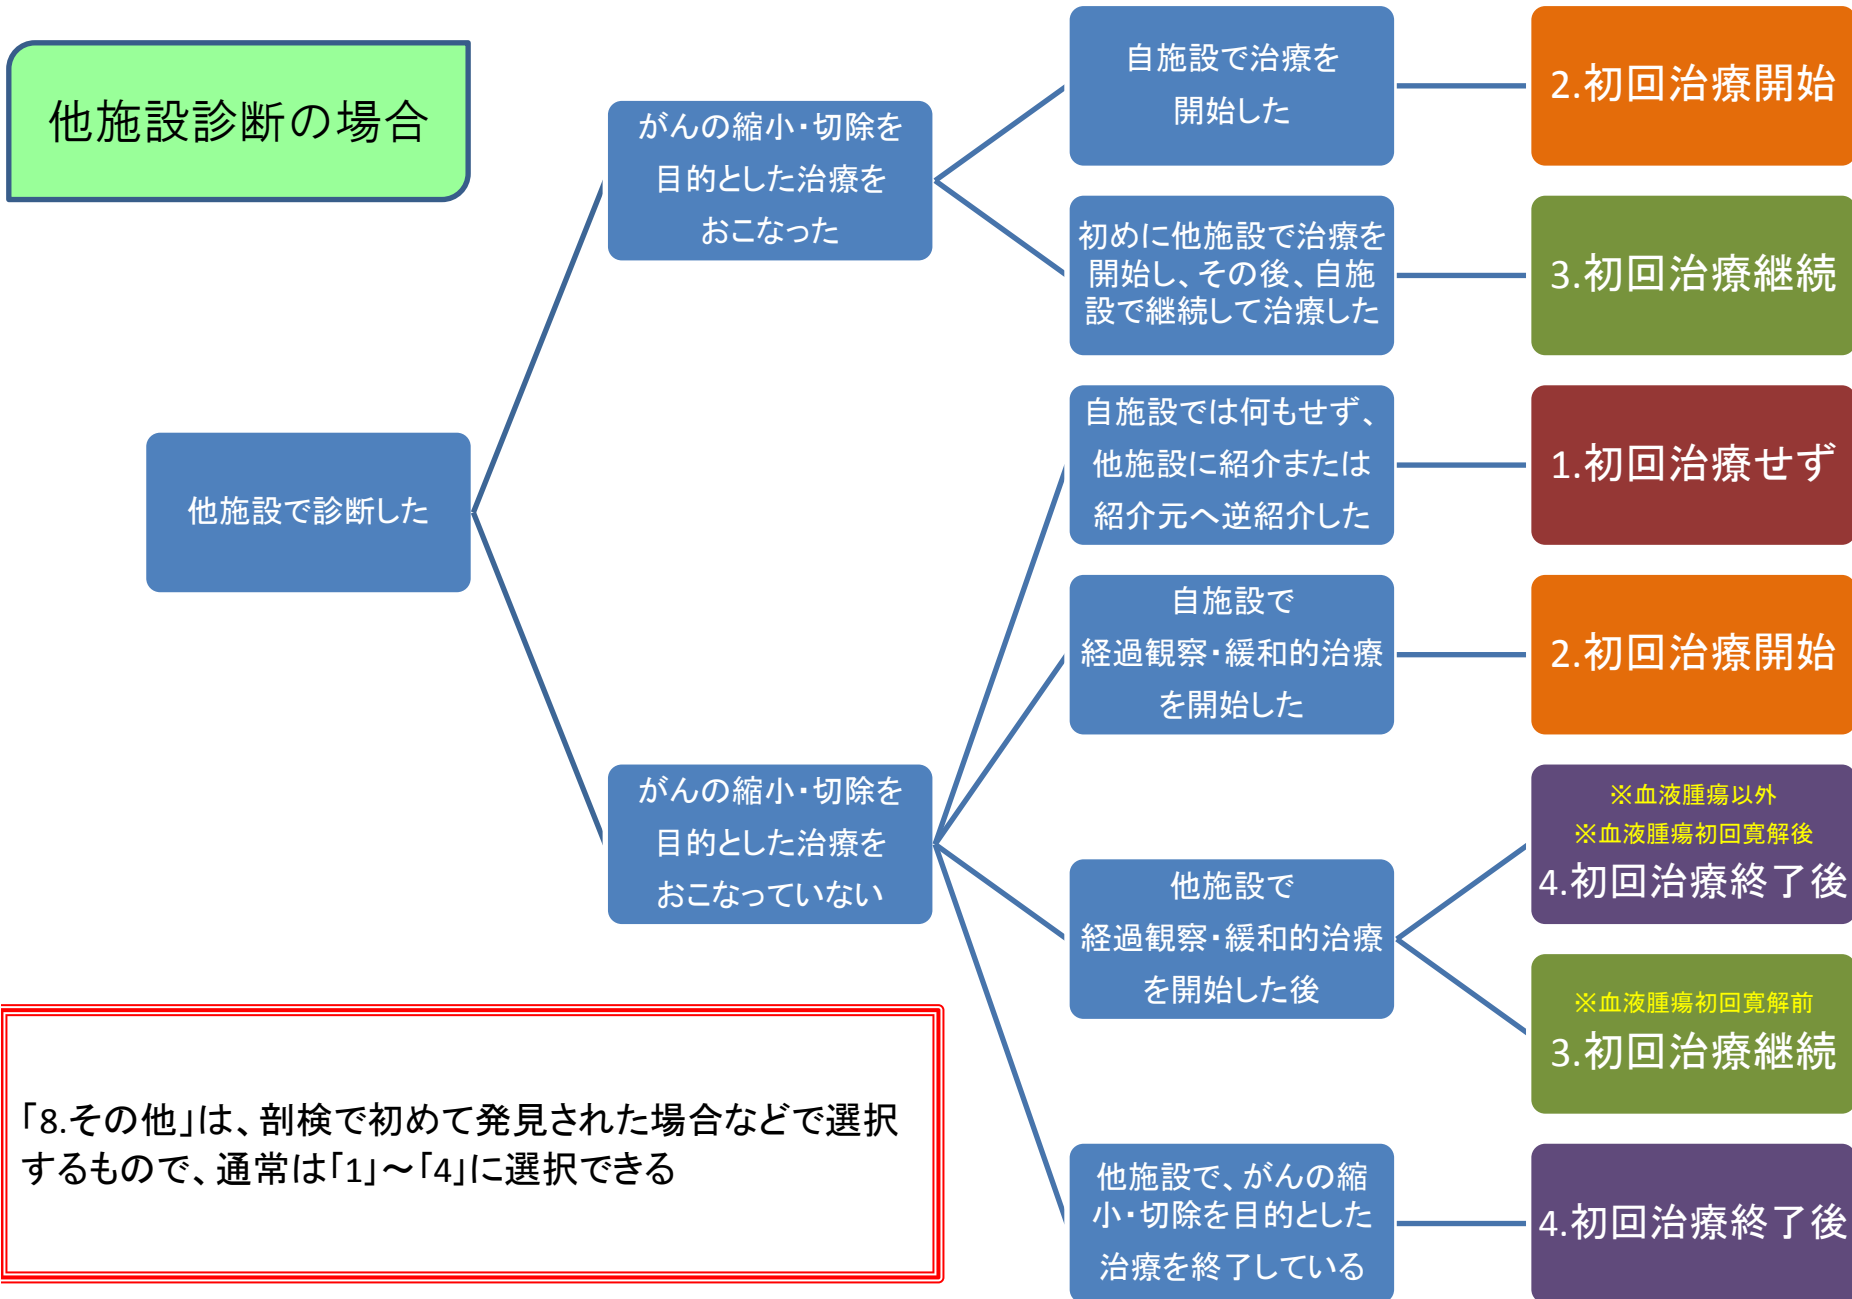 他施設診断の場合
他施設で診断した
がんの縮小・切除を
目的とした治療を
おこなった
がんの縮小・切除を
目的とした治療を
おこなっていない
自施設で治療を
開始した
初めに他施設で治療を
開始し、その後、自施
設で継続して治療した
自施設では何もせず、
他施設に紹介または
紹介元へ逆紹介した
自施設で
経過観察・緩和的治療
を開始した
他施設で
経過観察・緩和的治療
を開始した後
他施設で、がんの縮
小・切除を目的とした
治療を終了している
2.初回治療開始
3.初回治療継続
1.初回治療せず
2.初回治療開始
※血液腫瘍以外
※血液腫瘍初回寛解後
4.初回治療終了後
※血液腫瘍初回寛解前
3.初回治療継続
4.初回治療終了後
「8.その他」は、剖検で初めて発見された場合などで選択
するもので、通常は「1」～「4」に選択できる